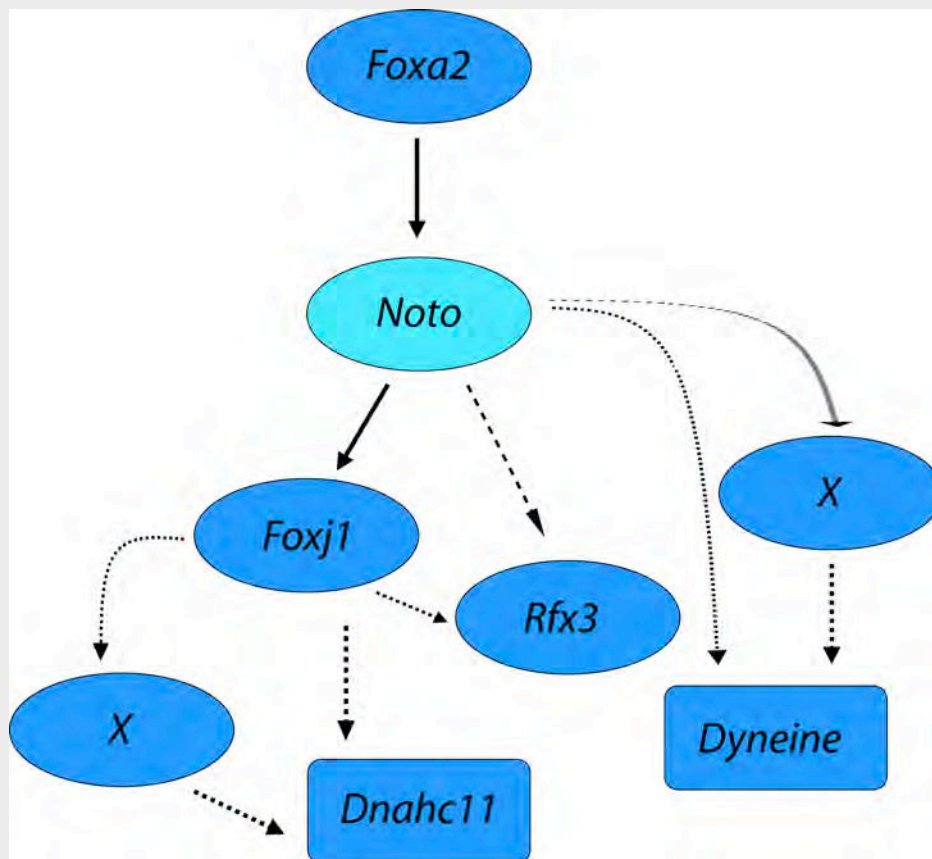 Foxa2
Noto
X
Foxj1
Rfx3
X
Dyneine
Dnahc11